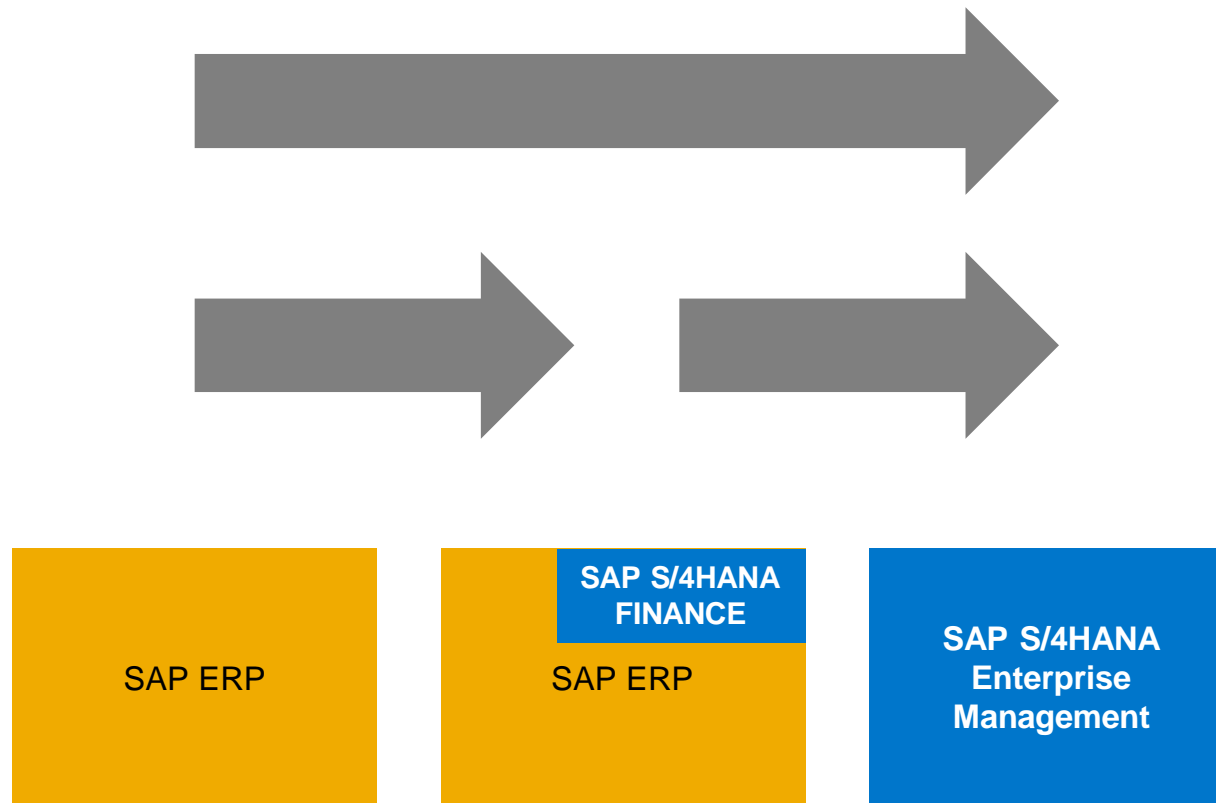 SAP ERP
SAP S/4HANA
FINANCE
SAP ERP
SAP S/4HANA
Enterprise
Management